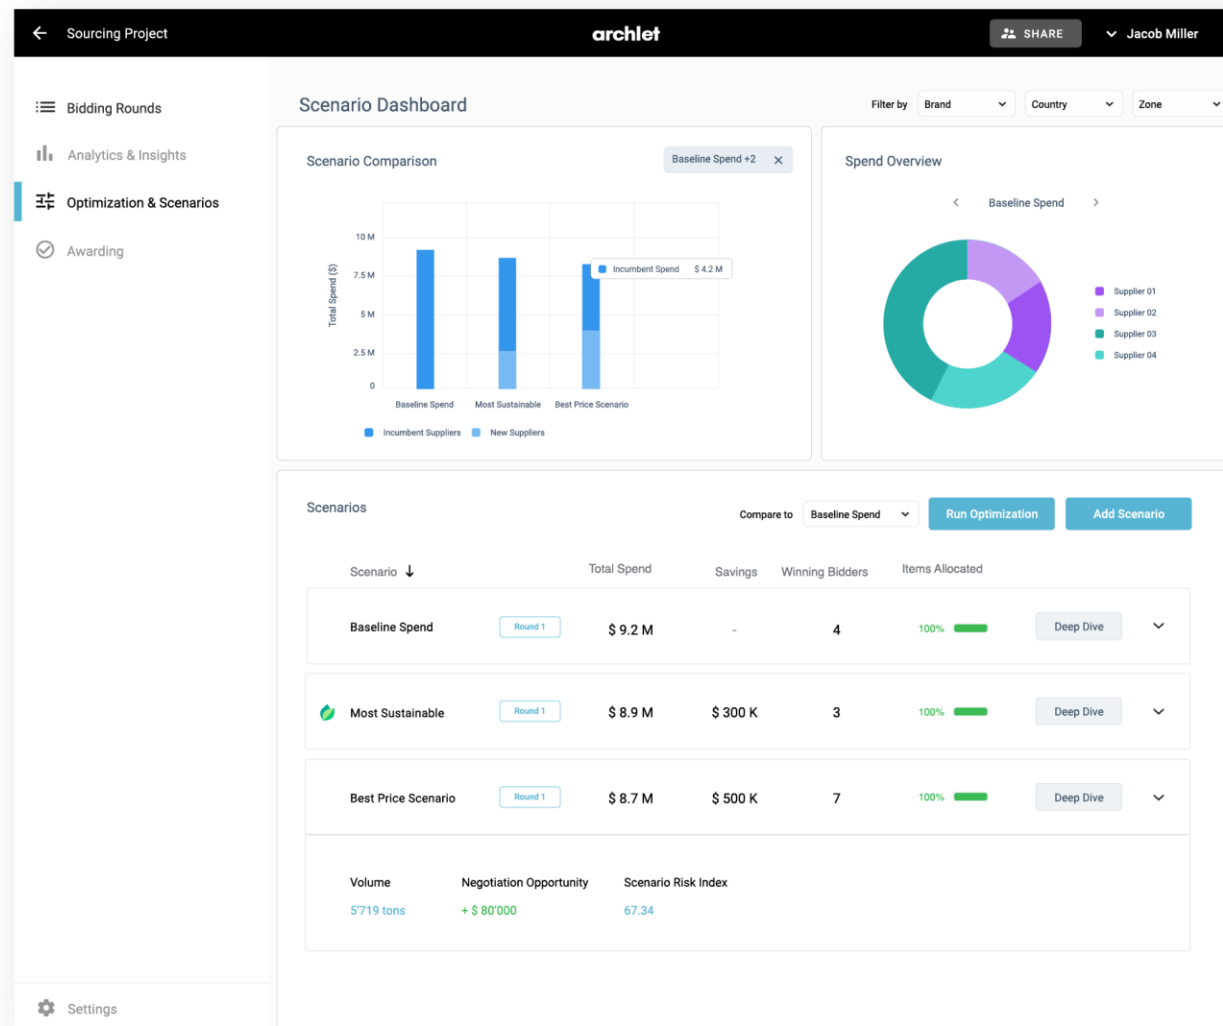 Sourcing Project
archlet
SHARE
Jacob Miller
Bidding Rounds
Analytics & Insights
Optimization & Scenarios
Awarding
Settings
Scenario Dashboard
Filter by
Brand
Country
Zone
Scenario Comparison
Baseline Spend +2
Total Spend ($)
10 M
7.5 M
5 M
2.5 M
0
Incumbent Spend $ 4.2 M
Baseline Spend
Most Sustainable
Best Price Scenario
Incumbent Suppliers
New Suppliers
Spend Overview
Baseline Spend
Supplier 01
Supplier 02
Supplier 03
Supplier 04
Scenarios
Compare to
Baseline Spend
Run Optimization
Add Scenario
Scenario
Total Spend
Savings
Winning Bidders
Items Allocated
Baseline Spend Round 1 $ 9.2 M - 4 100% Deep Dive
Most Sustainable Round 1 $ 8.9 M $ 300 K 3 100% Deep Dive
Best Price Scenario Round 1 $ 8.7 M $ 500 K 7 100% Deep Dive
Volume Negotiation Opportunity Scenario Risk Index
5'719 tons + $ 80'000 67.34